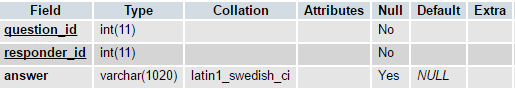 Field Type Collation Attributes Null Default Extra
question_id int(11) No
responder_id int(11) No
answer varchar(1020) latin1_swedish_ci Yes NULL